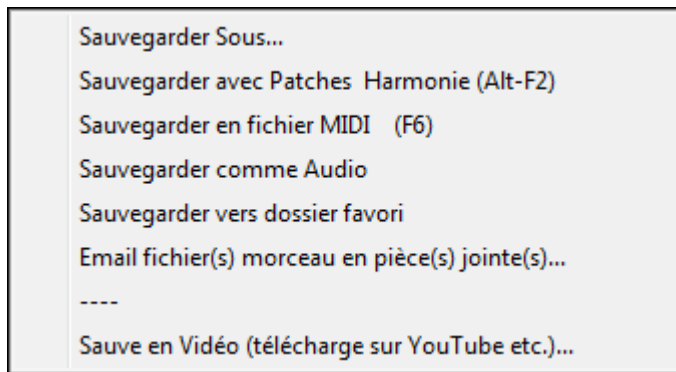 Sauvegarder Sous...
Sauvegarder avec Patches  Harmonie (Alt-F2)
Sauvegarder en fichier MIDI    (F6)
Sauvegarder comme Audio
Sauvegarder vers dossier favori
Email fichier(s) morceau en pièce(s) jointe(s)...
----
Sauve en Vidéo (télécharge sur YouTube etc.)...